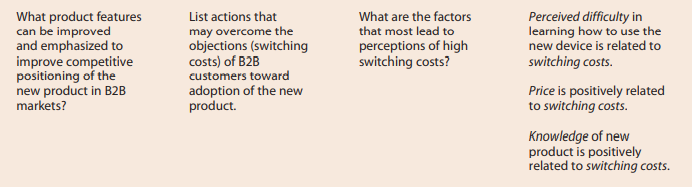 What product features
can be improved
and emphasized to
improve competitive
positioning of the
new product in B2B
markets?
List actions that
may overcome the
objections (switching
costs) of B2B
customers toward
adoption of the new
product.
What are the factors
that most lead to
perceptions of high
switching costs?
Perceived difficulty in
learning how to use the
new device is related to
switching costs.
Price is positively related
to switching costs.
Knowledge of new
product is positively
related to switching costs.